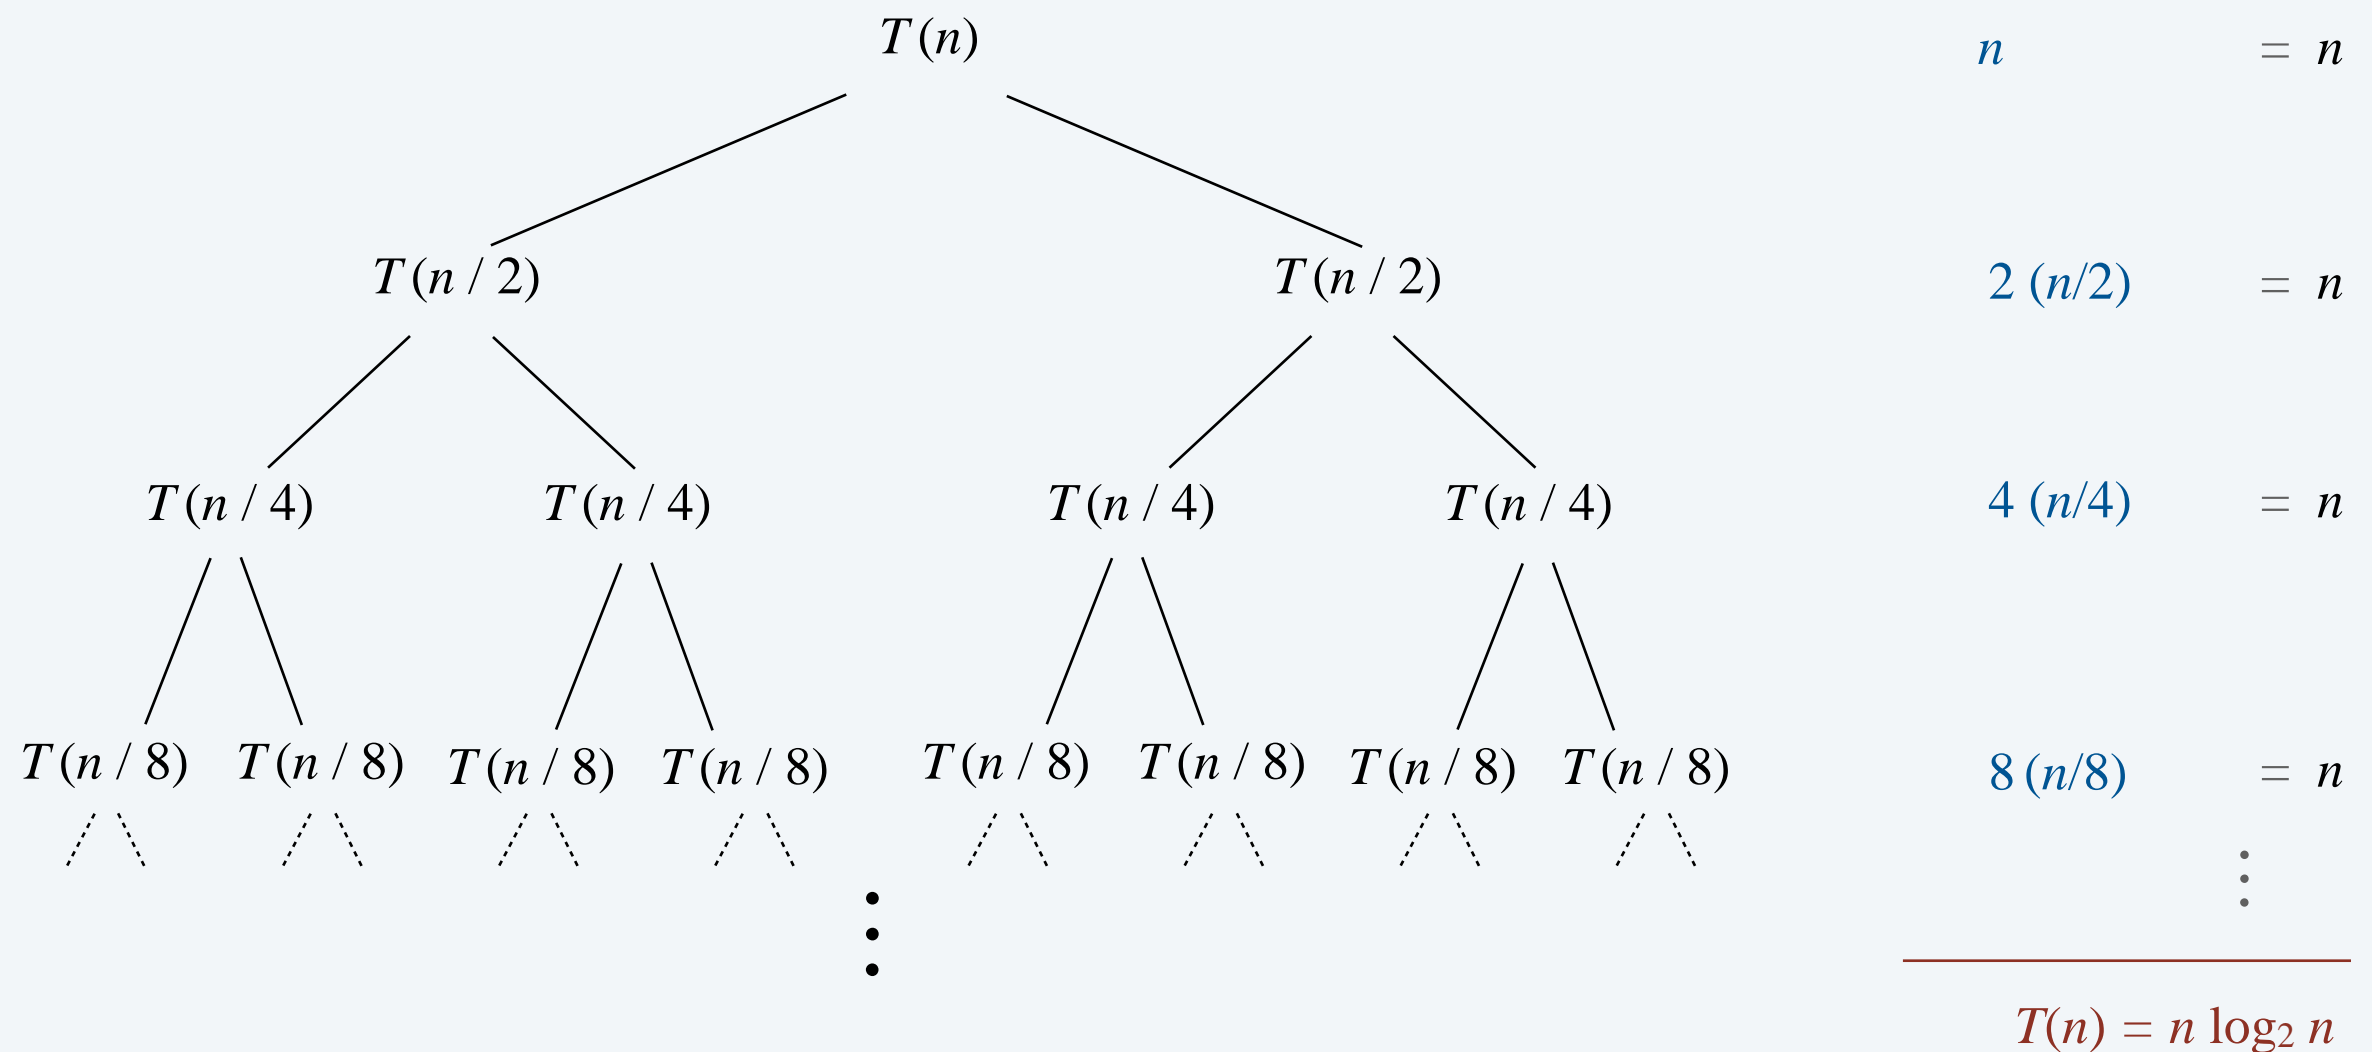 T(n) n = n
T(n / 2) T(n / 2) 2 (n/2) = n
T(n / 4) T(n / 4) T(n / 4) T(n / 4) 4 (n/4) = n
T(n / 8) T(n / 8) T(n / 8) T(n / 8) T(n / 8) T(n / 8) T(n / 8) T(n / 8) 8 (n/8) = n
⋮ ⋮
T(n) = n log₂ n